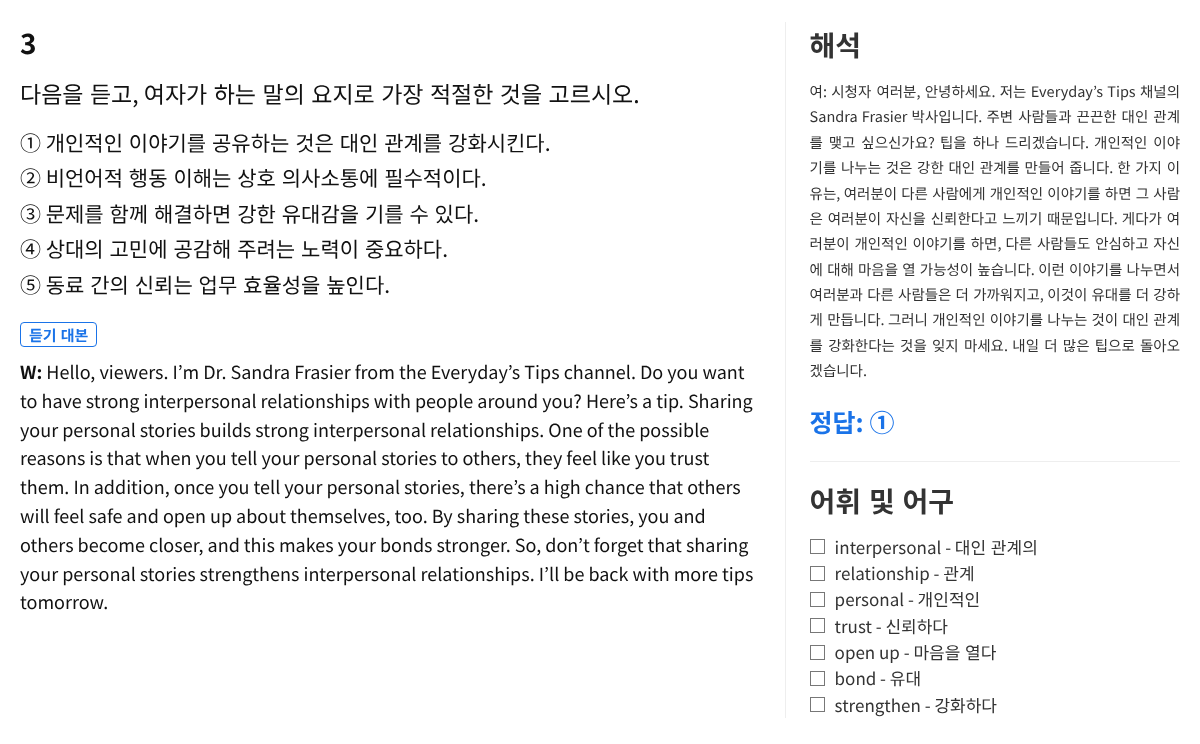 3
다음을 듣고, 여자가 하는 말의 요지로 가장 적절한 것을 고르시오.
① 개인적인 이야기를 공유하는 것은 대인 관계를 강화시킨다.
② 비언어적 행동 이해는 상호 의사소통에 필수적이다.
③ 문제를 함께 해결하면 강한 유대감을 기를 수 있다.
④ 상대의 고민에 공감해 주려는 노력이 중요하다.
⑤ 동료 간의 신뢰는 업무 효율성을 높인다.
듣기 대본
W: Hello, viewers. I’m Dr. Sandra Frasier from the Everyday’s Tips channel. Do you want
to have strong interpersonal relationships with people around you? Here’s a tip. Sharing
your personal stories builds strong interpersonal relationships. One of the possible
reasons is that when you tell your personal stories to others, they feel like you trust
them. In addition, once you tell your personal stories, there’s a high chance that others
will feel safe and open up about themselves, too. By sharing these stories, you and
others become closer, and this makes your bonds stronger. So, don’t forget that sharing
your personal stories strengthens interpersonal relationships. I’ll be back with more tips
tomorrow.
해석
여: 시청자 여러분, 안녕하세요. 저는 Everyday’s Tips 채널의
Sandra Frasier 박사입니다. 주변 사람들과 끈끈한 대인 관계
를 맺고 싶으신가요? 팁을 하나 드리겠습니다. 개인적인 이야
기를 나누는 것은 강한 대인 관계를 만들어 줍니다. 한 가지 이
유는, 여러분이 다른 사람에게 개인적인 이야기를 하면 그 사람
은 여러분이 자신을 신뢰한다고 느끼기 때문입니다. 게다가 여
러분이 개인적인 이야기를 하면, 다른 사람들도 안심하고 자신
에 대해 마음을 열 가능성이 높습니다. 이런 이야기를 나누면서
여러분과 다른 사람들은 더 가까워지고, 이것이 유대를 더 강하
게 만듭니다. 그러니 개인적인 이야기를 나누는 것이 대인 관계
를 강화한다는 것을 잊지 마세요. 내일 더 많은 팁으로 돌아오
겠습니다.
정답: ①
어휘 및 어구
☐ interpersonal - 대인 관계의
☐ relationship - 관계
☐ personal - 개인적인
☐ trust - 신뢰하다
☐ open up - 마음을 열다
☐ bond - 유대
☐ strengthen - 강화하다